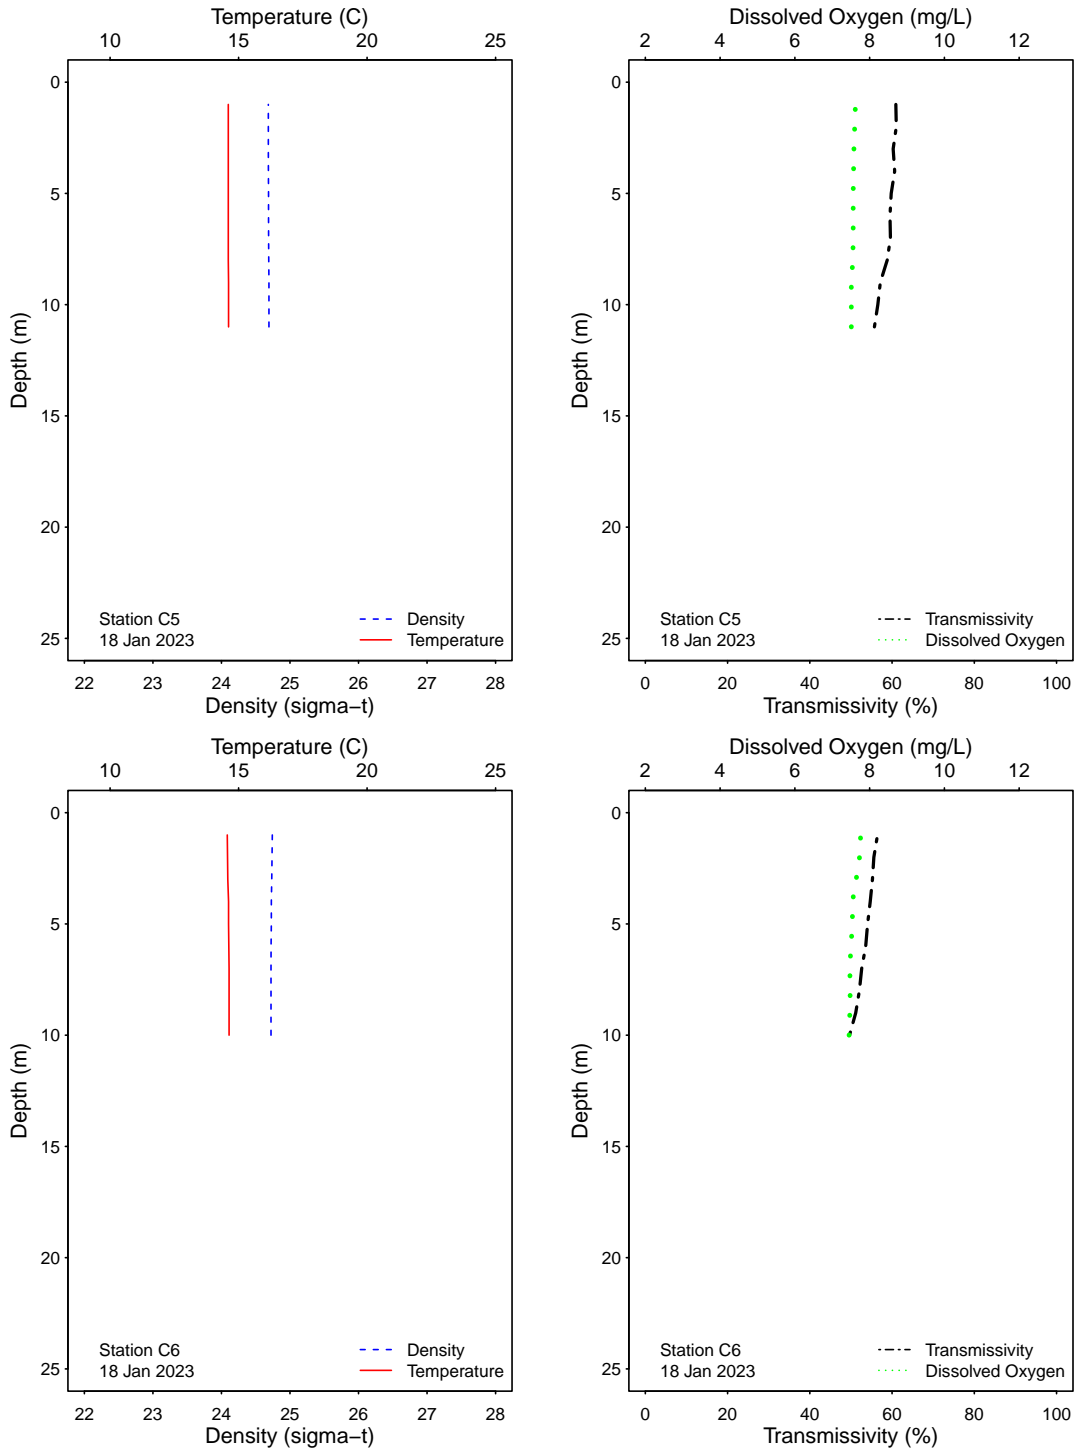 Temperature (C)
10 15 20 25
0
5
10
15
20
25
Depth (m)
Station C5
18 Jan 2023
Density
Temperature
22 23 24 25 26 27 28
Density (sigma−t)
Dissolved Oxygen (mg/L)
2 4 6 8 10 12
0
5
10
15
20
25
Depth (m)
Station C5
18 Jan 2023
Transmissivity
Dissolved Oxygen
0 20 40 60 80 100
Transmissivity (%)
Temperature (C)
10 15 20 25
0
5
10
15
20
25
Depth (m)
Station C6
18 Jan 2023
Density
Temperature
22 23 24 25 26 27 28
Density (sigma−t)
Dissolved Oxygen (mg/L)
2 4 6 8 10 12
0
5
10
15
20
25
Depth (m)
Station C6
18 Jan 2023
Transmissivity
Dissolved Oxygen
0 20 40 60 80 100
Transmissivity (%)